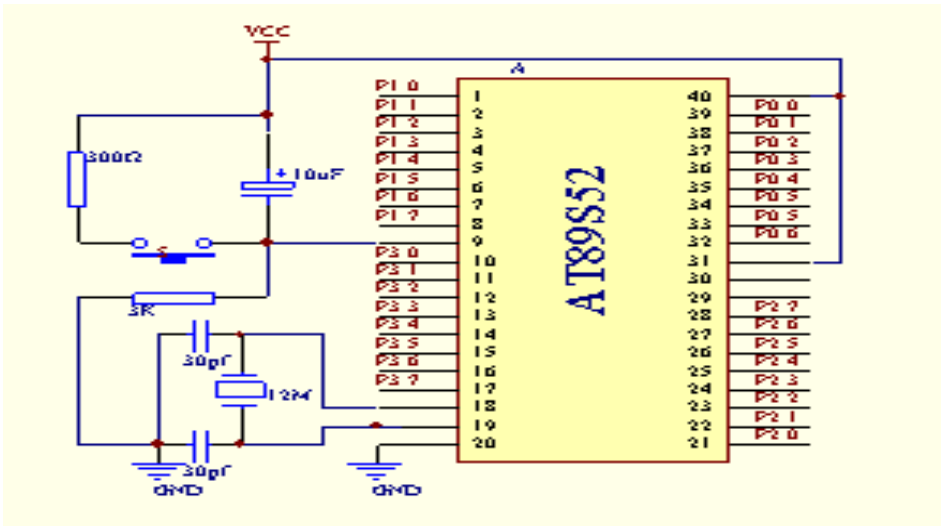 VCC
A
300Ω
+ 10uF
3K
30pf
12M
30pf
GND
GND
P1 0
P1 1
P1 2
P1 3
P1 4
P1 5
P1 6
P1 7
P3 0
P3 1
P3 2
P3 3
P3 4
P3 5
P3 6
P3 7
1
2
3
4
5
6
7
8
9
10
11
12
13
14
15
16
17
18
19
20
AT89S52
40
39
38
37
36
35
34
33
32
31
30
29
28
27
26
25
24
23
22
21
P0 0
P0 1
P0 2
P0 3
P0 4
P0 5
P0 5
P0 6
P2 7
P2 6
P2 5
P2 4
P2 3
P2 2
P2 1
P2 0